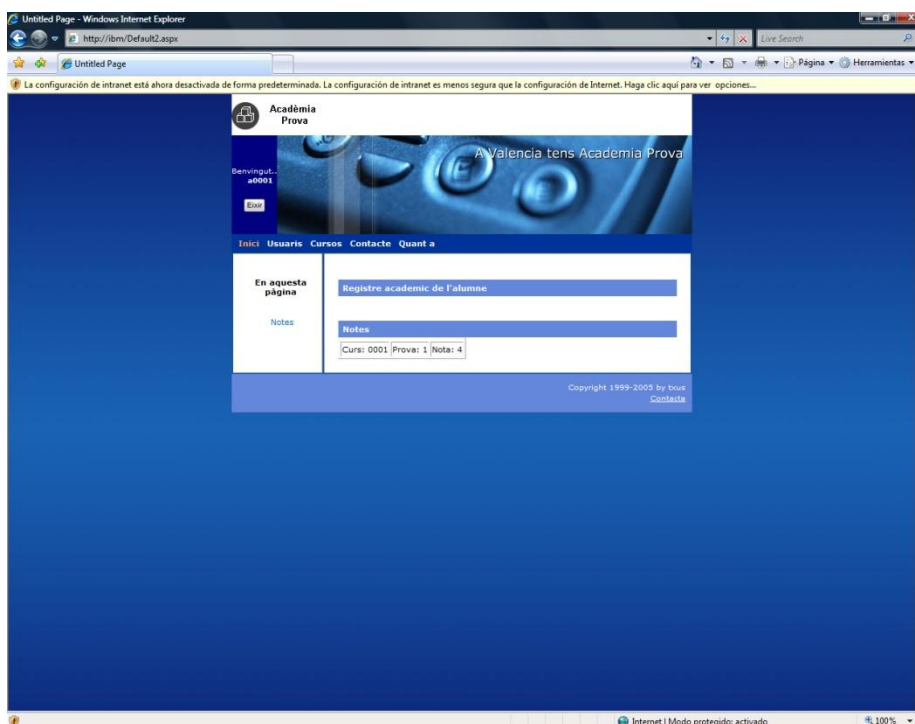 Untitled Page - Windows Internet Explorer
http://ibm/Default2.aspx
Live Search
Untitled Page
Página
Herramientas
La configuración de intranet está ahora desactivada de forma predeterminada. La configuración de intranet es menos segura que la configuración de Internet. Haga clic aquí para ver opciones...
Acadèmia
Prova
A Valencia tens Academia Prova
Benvingut..
a0001
Eixir
Inici Usuaris Cursos Contacte Quant a
En aquesta
pàgina
Notes
Registre academic de l'alumne
Notes
Curs: 0001 Prova: 1 Nota: 4
Copyright 1999-2005 by txus
Contacta
Internet | Modo protegido: activado
100%